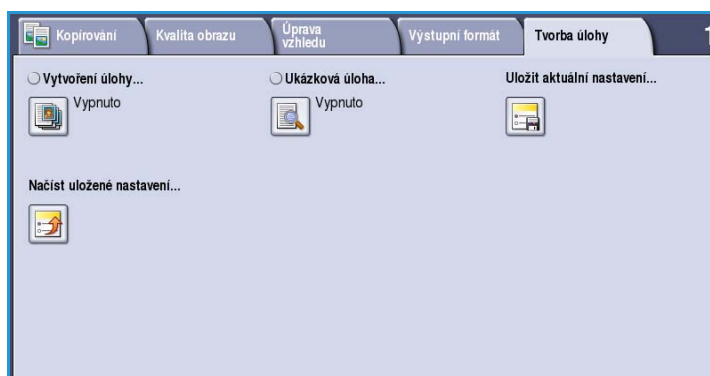 Kopírování
Kvalita obrazu
Úprava
vzhledu
Výstupní formát
Tvorba úlohy
1
Vytvoření úlohy...
Vypnuto
Ukázková úloha...
Vypnuto
Uložit aktuální nastavení...
Načíst uložené nastavení...